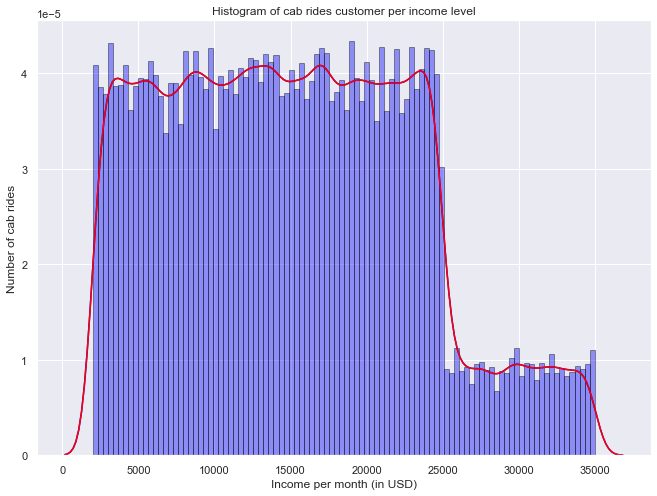 Histogram of cab rides customer per income level
1e−5
4
3
2
1
0
Number of cab rides
0 5000 10000 15000 20000 25000 30000 35000
Income per month (in USD)